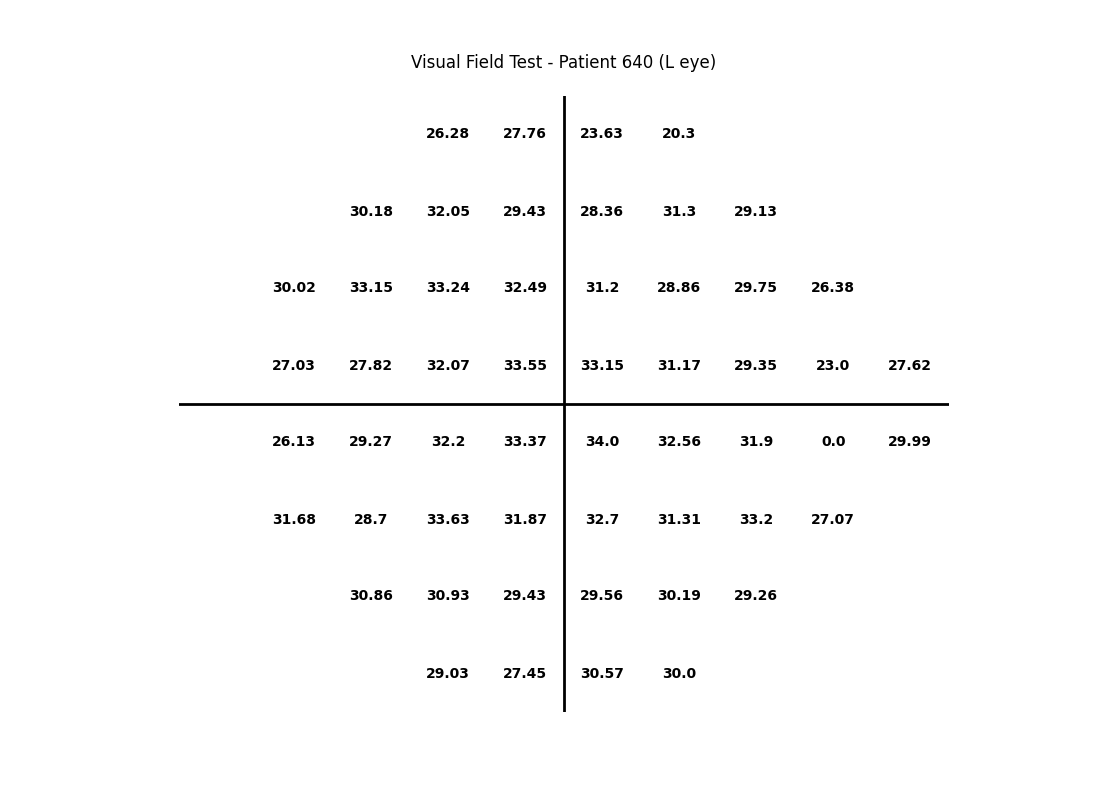 Visual Field Test - Patient 640 (L eye)
26.28 27.76 23.63 20.3
30.18 32.05 29.43 28.36 31.3 29.13
30.02 33.15 33.24 32.49 31.2 28.86 29.75 26.38
27.03 27.82 32.07 33.55 33.15 31.17 29.35 23.0 27.62
26.13 29.27 32.2 33.37 34.0 32.56 31.9 0.0 29.99
31.68 28.7 33.63 31.87 32.7 31.31 33.2 27.07
30.86 30.93 29.43 29.56 30.19 29.26
29.03 27.45 30.57 30.0